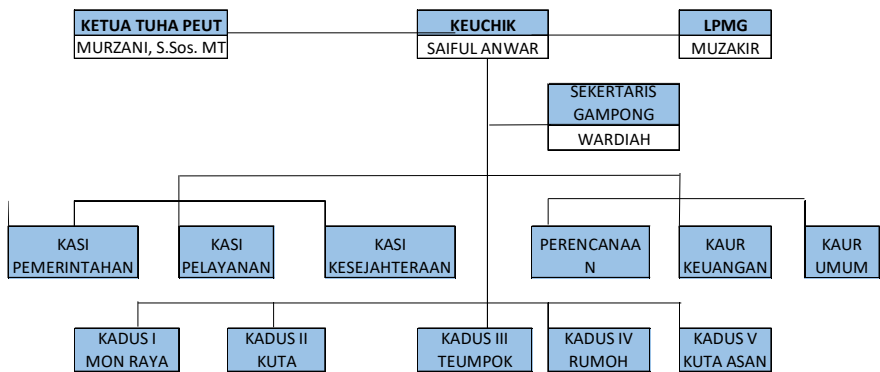 KETUA TUHA PEUT
MURZANI, S.Sos. MT
KEUCHIK
SAIFUL ANWAR
LPMG
MUZAKIR
SEKERTARIS
GAMPONG
WARDIAH
KASI
PEMERINTAHAN
KASI
PELAYANAN
KASI
KESEJAHTERAAN
PERENCANAA
N
KAUR
KEUANGAN
KAUR
UMUM
KADUS I
MON RAYA
KADUS II
KUTA
KADUS III
TEUMPOK
KADUS IV
RUMOH
KADUS V
KUTA ASAN